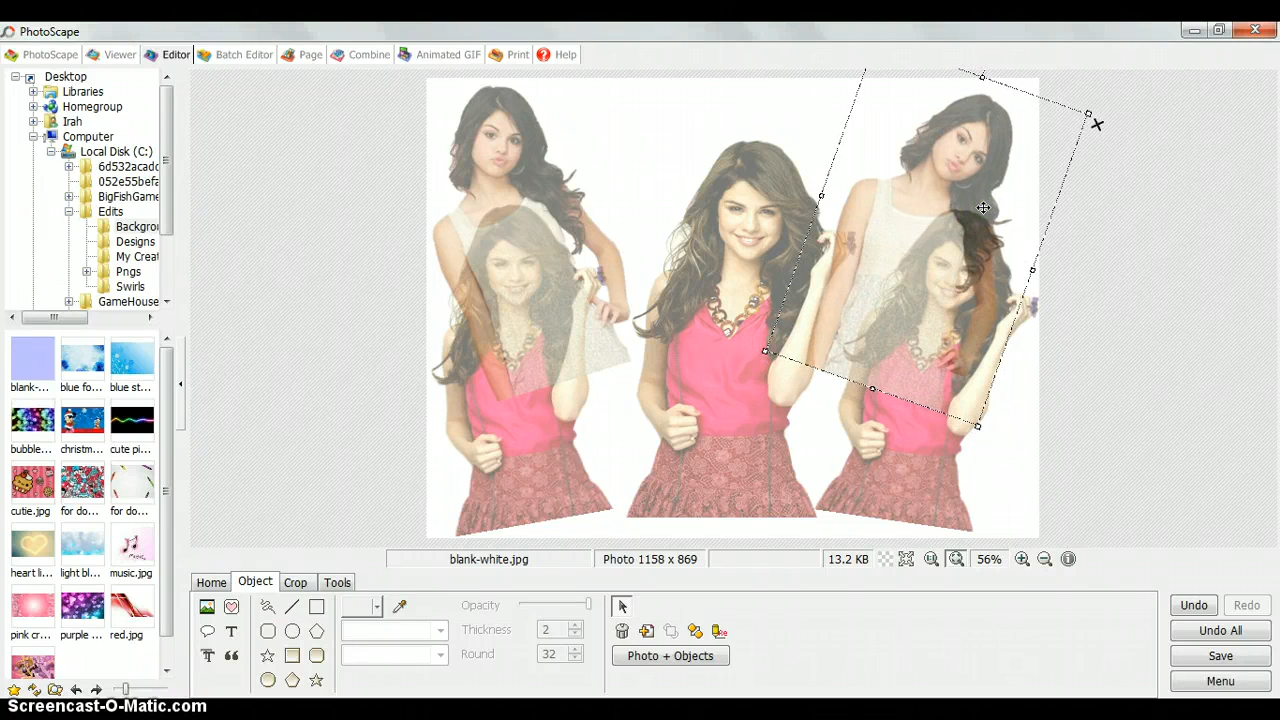 PhotoScape
PhotoScape Viewer Editor Batch Editor Page Combine Animated GIF Print Help
Desktop
Libraries
Homegroup
Irah
Computer
Local Disk (C:)
6d532acadc
052e55befa
BigFishGame
Edits
Backgro
Designs
My Creat
Pngs
Swirls
GameHouse
blank-... blue fo... blue st...
bubble... christm... cute pi...
cutie.jpg for do... for do...
heart li... light bl... music.jpg
pink cr... purple ... red.jpg
blank-white.jpg Photo 1158 x 869 13.2 KB 56%
Home Object Crop Tools
Opacity
Thickness 2
Round 32
Photo + Objects
Undo Redo
Undo All
Save
Menu
Screencast-O-Matic.com